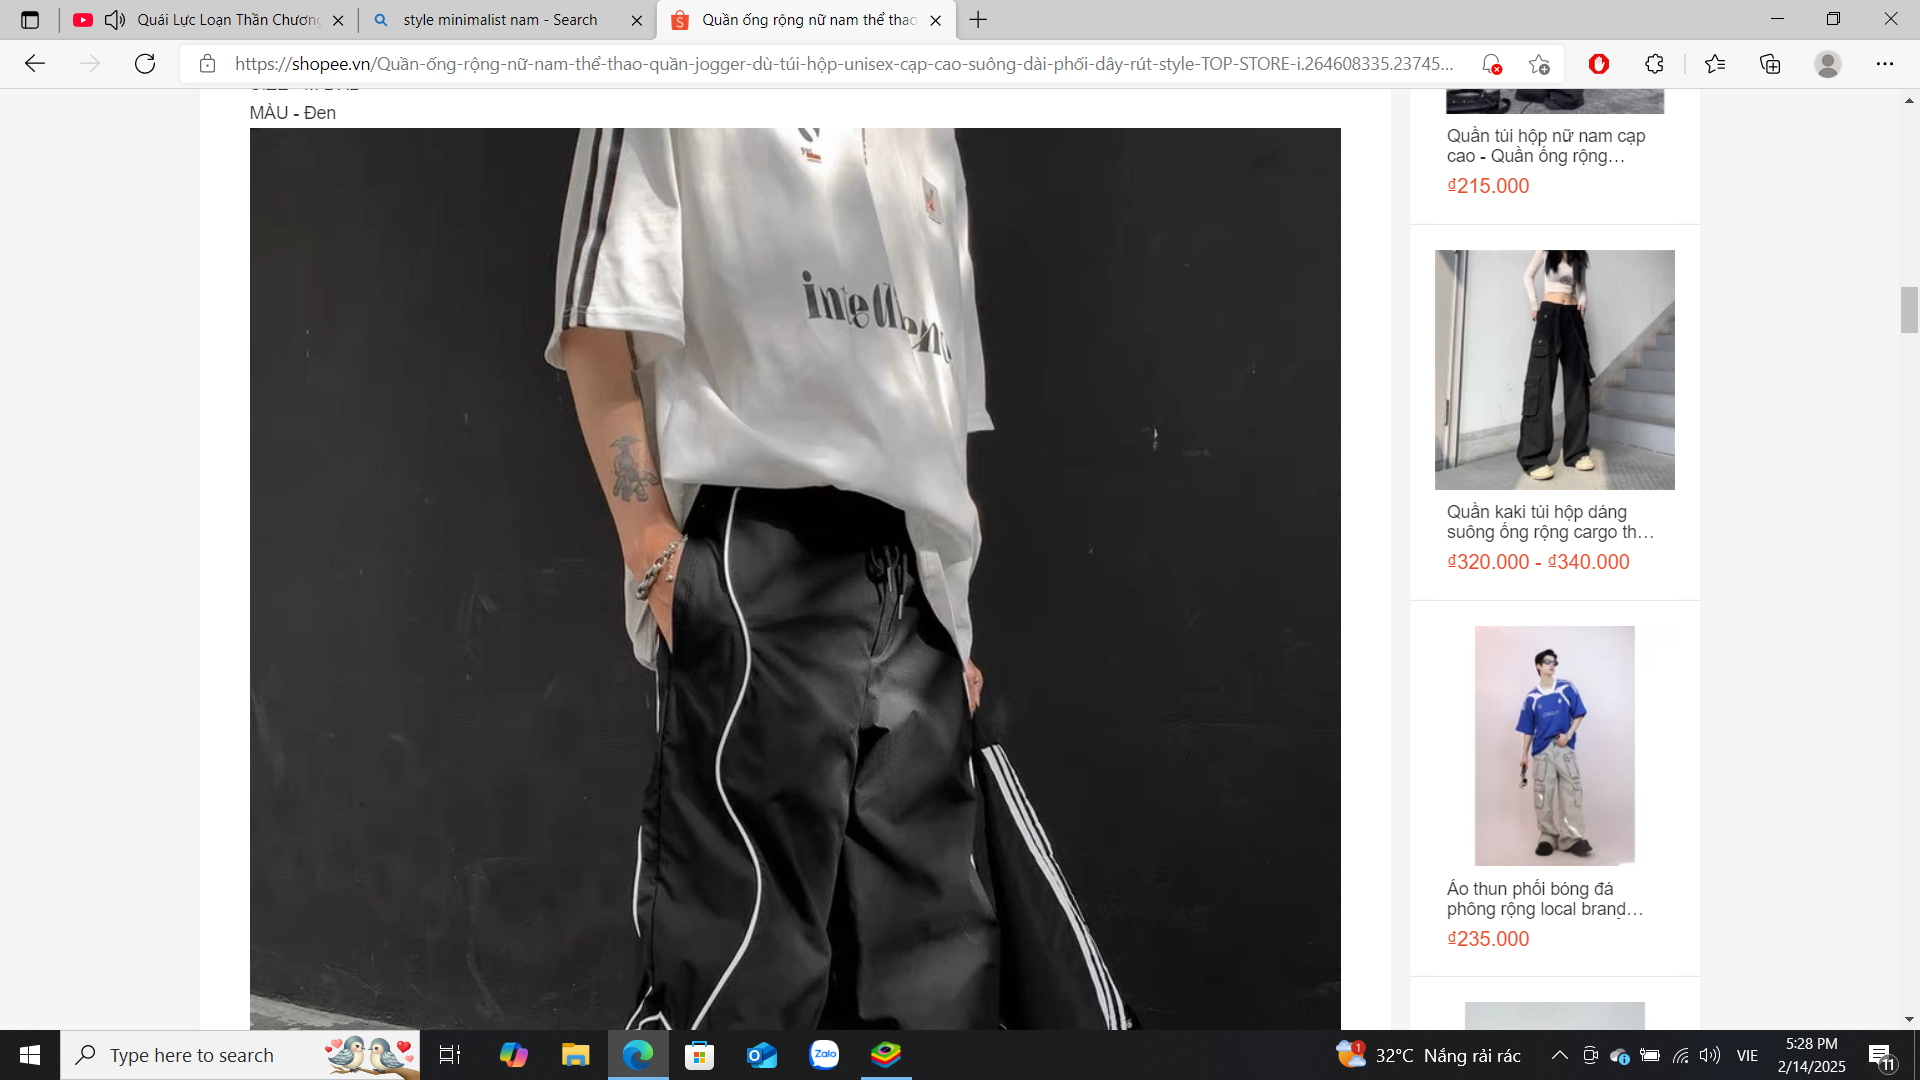 Quái Lực Loạn Thần Chương
style minimalist nam - Search
Quần ống rộng nữ nam thể thao
https://shopee.vn/Quần-ống-rộng-nữ-nam-thể-thao-quần-jogger-dù-túi-hộp-unisex-cạp-cao-suông-dài-phối-dây-rút-style-TOP-STORE-i.264608335.23745...
MÀU - Đen
Quần túi hộp nữ nam cạp
cao - Quần ống rộng…
₫215.000
Quần kaki túi hộp dáng
suông ống rộng cargo th…
₫320.000 - ₫340.000
Áo thun phối bóng đá
phông rộng local brand…
₫235.000
Type here to search
Zalo
1
32°C Nắng rải rác
VIE
5:28 PM
2/14/2025
11